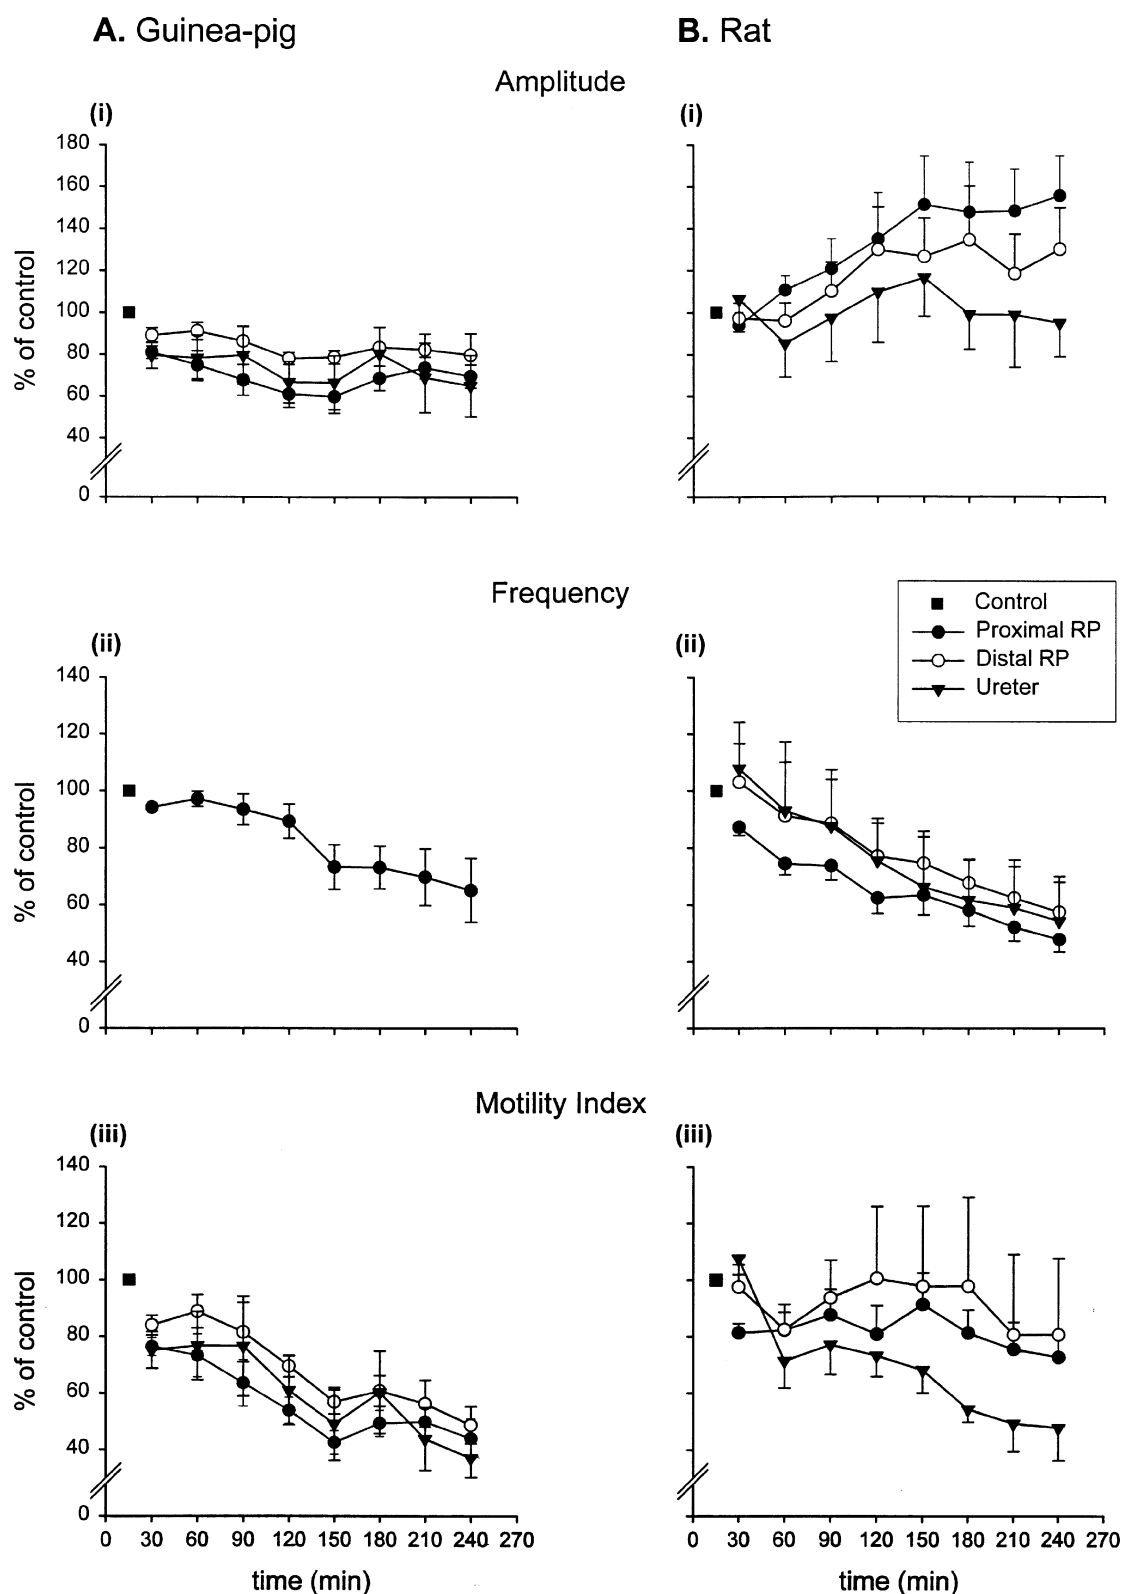 A. Guinea-pig
B. Rat
Amplitude
(i)
(i)
180
160
140
120
100
80
60
40
0
% of control
Frequency
Control
Proximal RP
Distal RP
Ureter
(ii)
(ii)
140
120
100
80
60
40
0
% of control
Motility Index
(iii)
(iii)
140
120
100
80
60
40
0
% of control
0 30 60 90 120 150 180 210 240 270
0 30 60 90 120 150 180 210 240 270
time (min)
time (min)